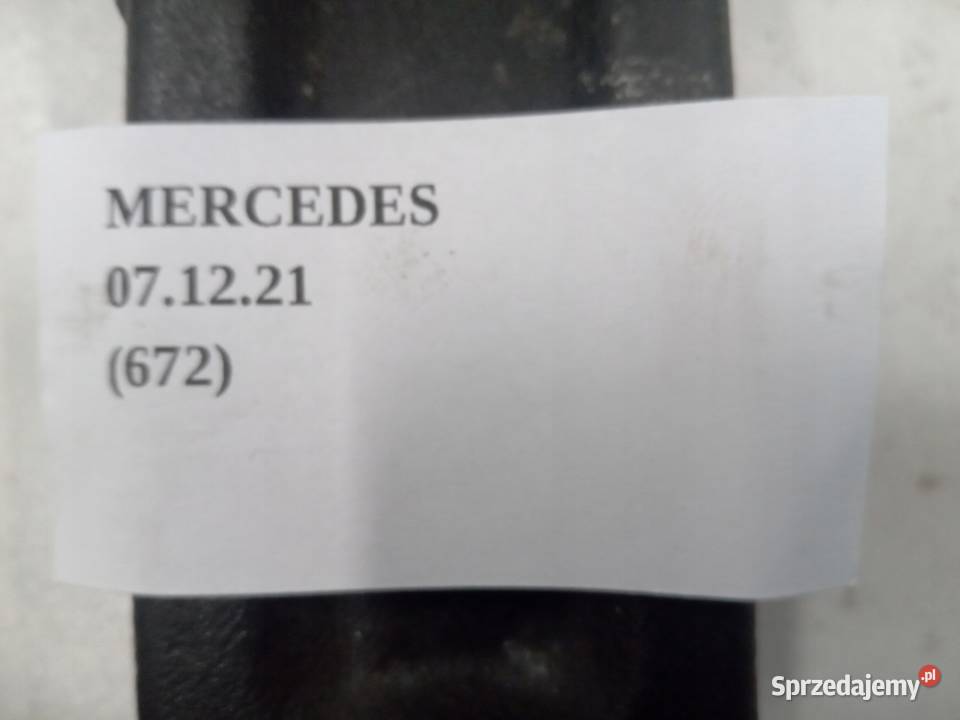 MERCEDES
07.12.21
(672)
Sprzedajemy.pl